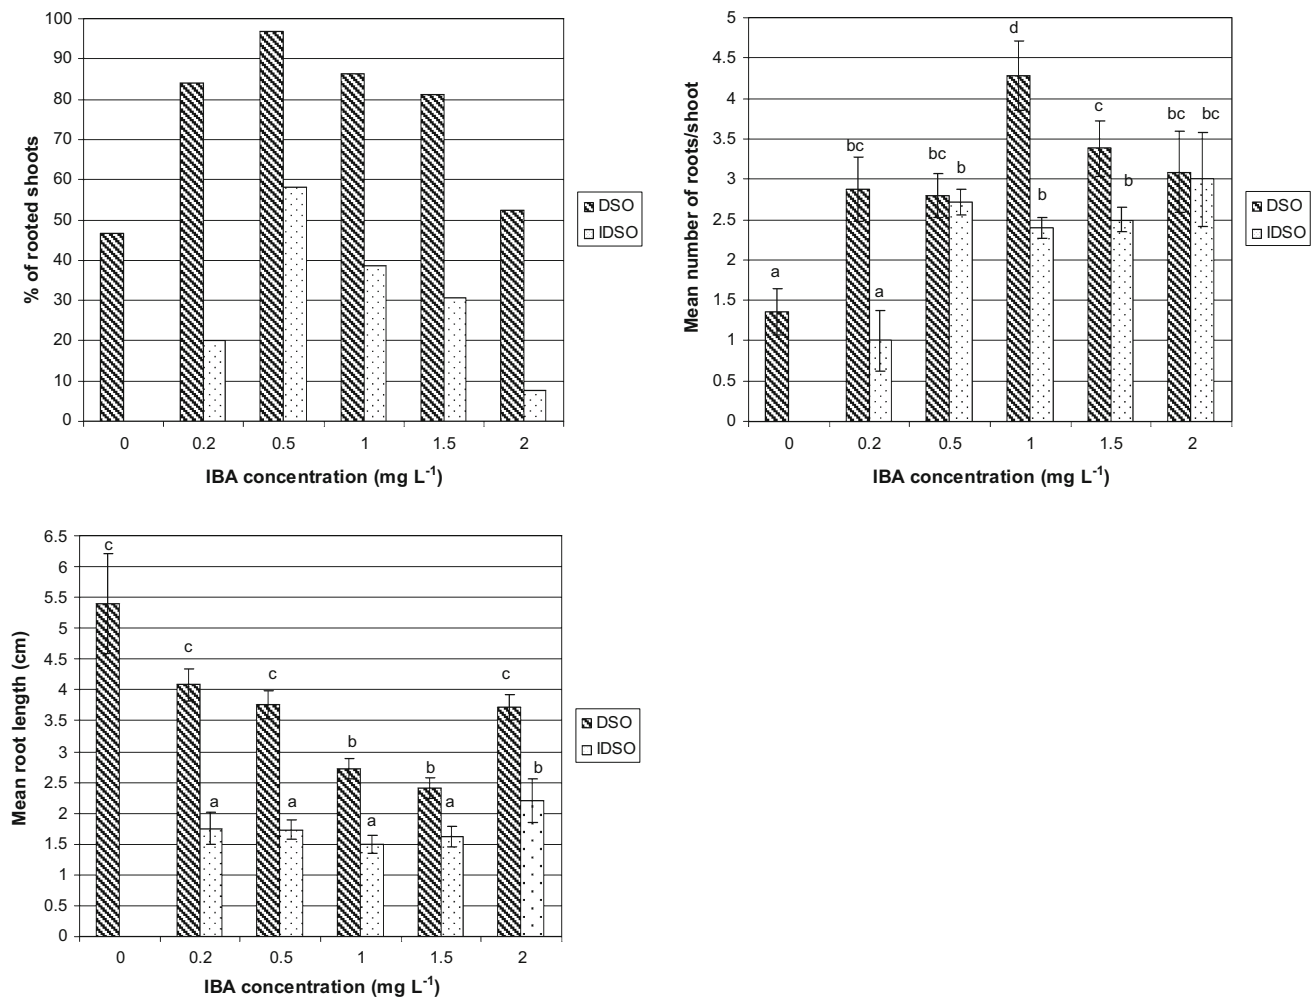 100
90
80
70
60
50
40
30
20
10
0
% of rooted shoots
0 0.2 0.5 1 1.5 2
IBA concentration (mg L-1)
DSO
IDSO
5
4.5
4
3.5
3
2.5
2
1.5
1
0.5
0
Mean number of roots/shoot
a bc a bc b d b c b bc bc
0 0.2 0.5 1 1.5 2
IBA concentration (mg L-1)
DSO
IDSO
6.5
6
5.5
5
4.5
4
3.5
3
2.5
2
1.5
1
0.5
0
Mean root length (cm)
c c a c a b a b a c b
0 0.2 0.5 1 1.5 2
IBA concentration (mg L-1)
DSO
IDSO